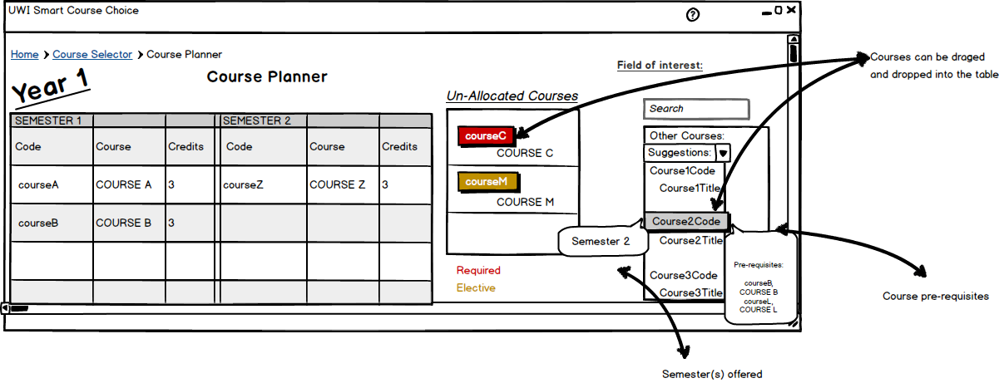 UWI Smart Course Choice
?
Home > Course Selector > Course Planner
Field of interest:
Courses can be draged
and dropped into the table
Year 1
Course Planner
Un-Allocated Courses
Search
SEMESTER 1 SEMESTER 2
Code Course Credits Code Course Credits
courseA COURSE A 3 courseZ COURSE Z 3
courseB COURSE B 3
courseC
COURSE C
courseM
COURSE M
Required
Elective
Other Courses:
Suggestions:
Course1Code
Course1Title
Course2Code
Course2Title
Course3Code
Course3Title
Semester 2
Pre-requisites:
courseB,
COURSE B
courseL,
COURSE L
Course pre-requisites
Semester(s) offered